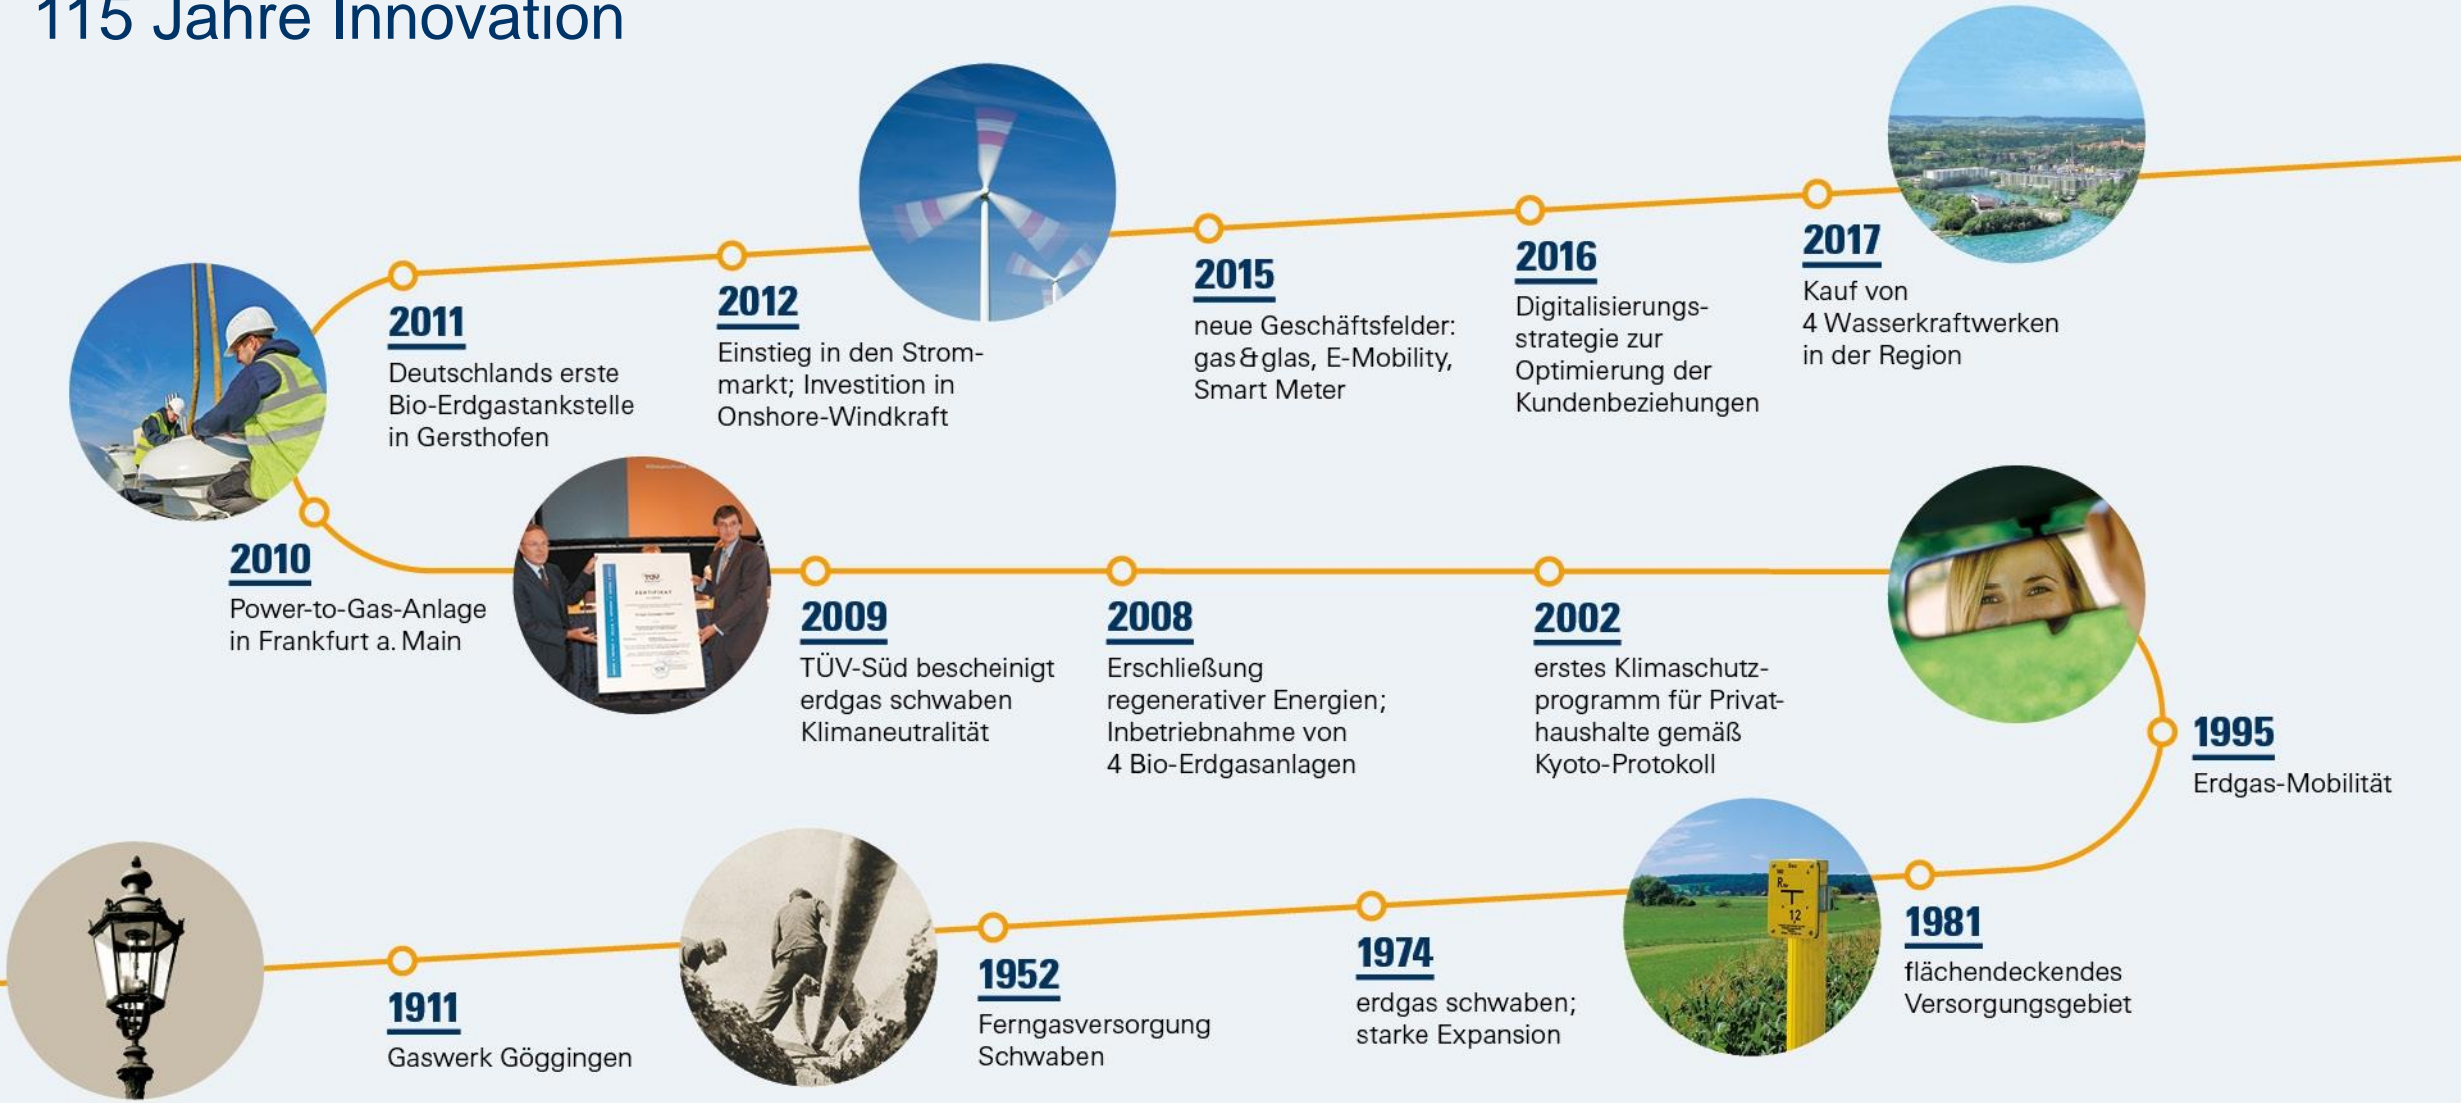 115 Jahre Innovation
2011
Deutschlands erste
Bio-Erdgastankstelle
in Gersthofen
2012
Einstieg in den Strom-
markt; Investition in
Onshore-Windkraft
2015
neue Geschäftsfelder:
gas&glas, E-Mobility,
Smart Meter
2016
Digitalisierungs-
strategie zur
Optimierung der
Kundenbeziehungen
2017
Kauf von
4 Wasserkraftwerken
in der Region
2010
Power-to-Gas-Anlage
in Frankfurt a. Main
TÜV
ZERTIFIKAT
2009
TÜV-Süd bescheinigt
erdgas schwaben
Klimaneutralität
2008
Erschließung
regenerativer Energien;
Inbetriebnahme von
4 Bio-Erdgasanlagen
2002
erstes Klimaschutz-
programm für Privat-
haushalte gemäß
Kyoto-Protokoll
1995
Erdgas-Mobilität
1911
Gaswerk Göggingen
1952
Ferngasversorgung
Schwaben
1974
erdgas schwaben;
starke Expansion
R
12
1981
flächendeckendes
Versorgungsgebiet